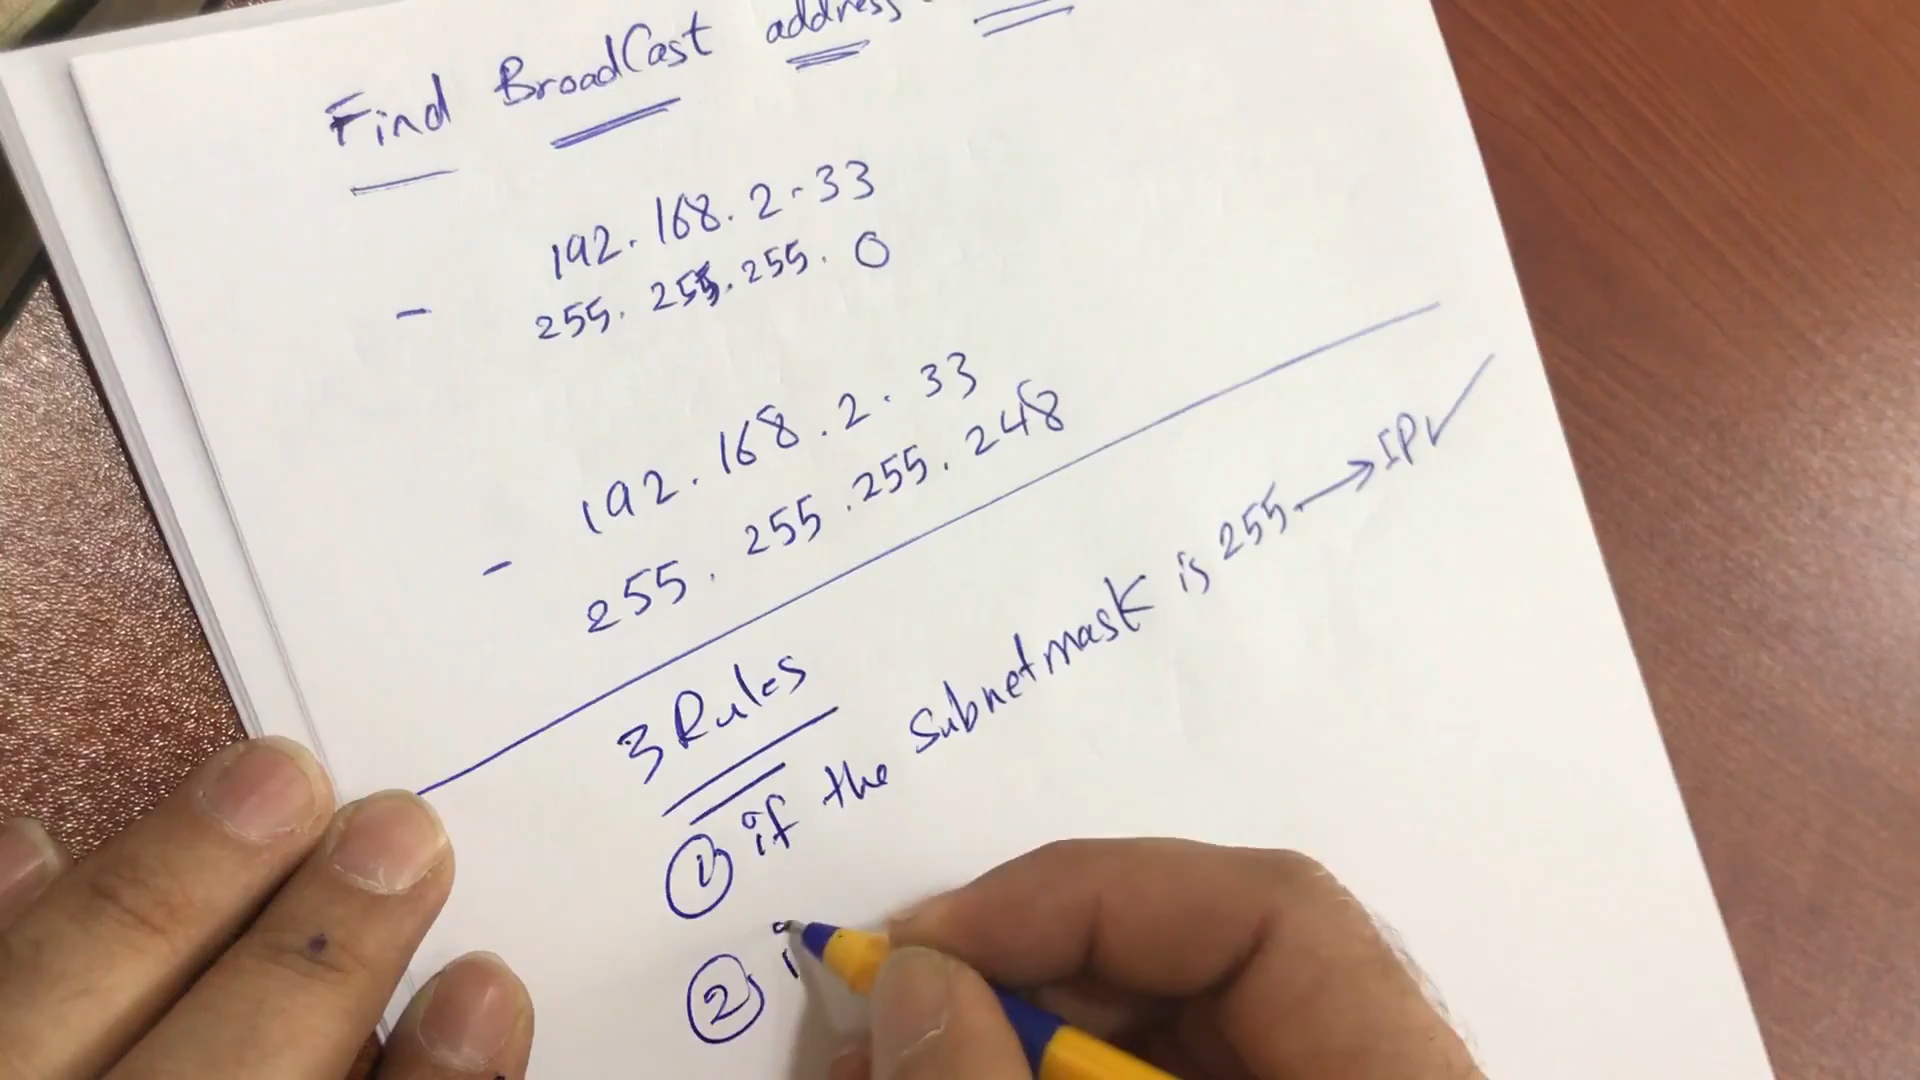 Find BroadCast address
192.168.2.33
- 255.255.255.0
192.168.2.33
- 255.255.255.248
3 Rules
① if the subnetmask is 255 → IP ✓
② i